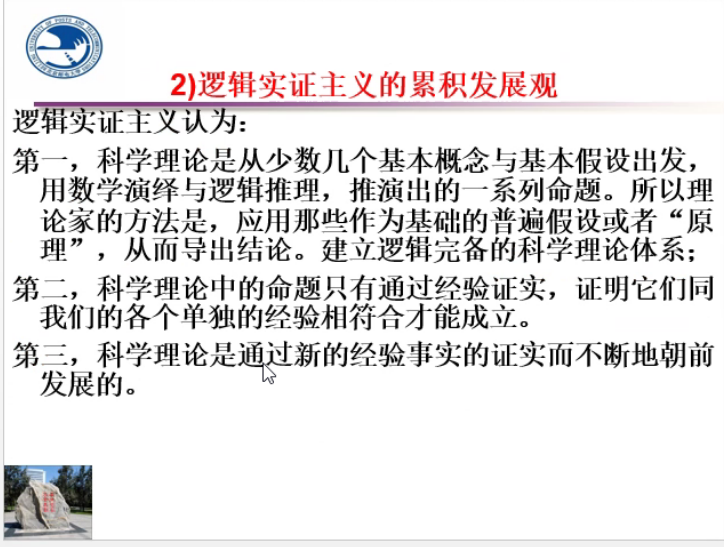 2)逻辑实证主义的累积发展观
逻辑实证主义认为：
第一，科学理论是从少数几个基本概念与基本假设出发，
用数学演绎与逻辑推理，推演出的一系列命题。所以理
论家的方法是，应用那些作为基础的普遍假设或者“原
理”，从而导出结论。建立逻辑完备的科学理论体系；
第二，科学理论中的命题只有通过经验证实，证明它们同
我们的各个单独的经验相符合才能成立。
第三，科学理论是通过新的经验事实的证实而不断地朝前
发展的。